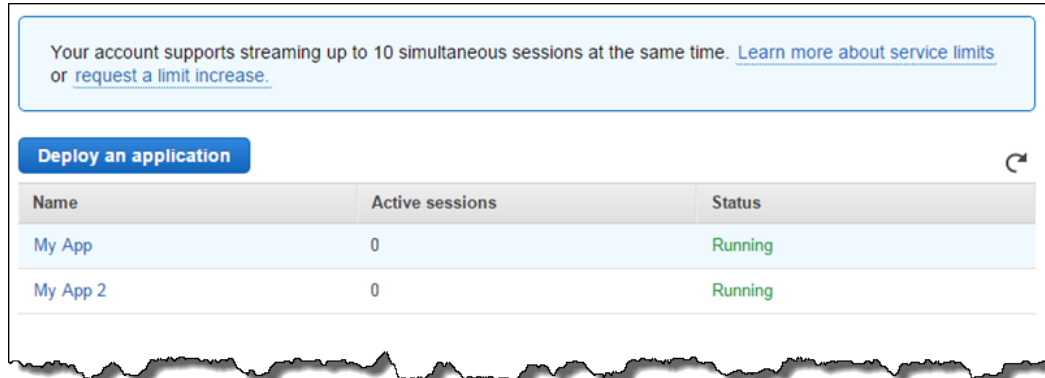 Your account supports streaming up to 10 simultaneous sessions at the same time. Learn more about service limits
or request a limit increase.
Deploy an application
Name Active sessions Status
My App 0 Running
My App 2 0 Running